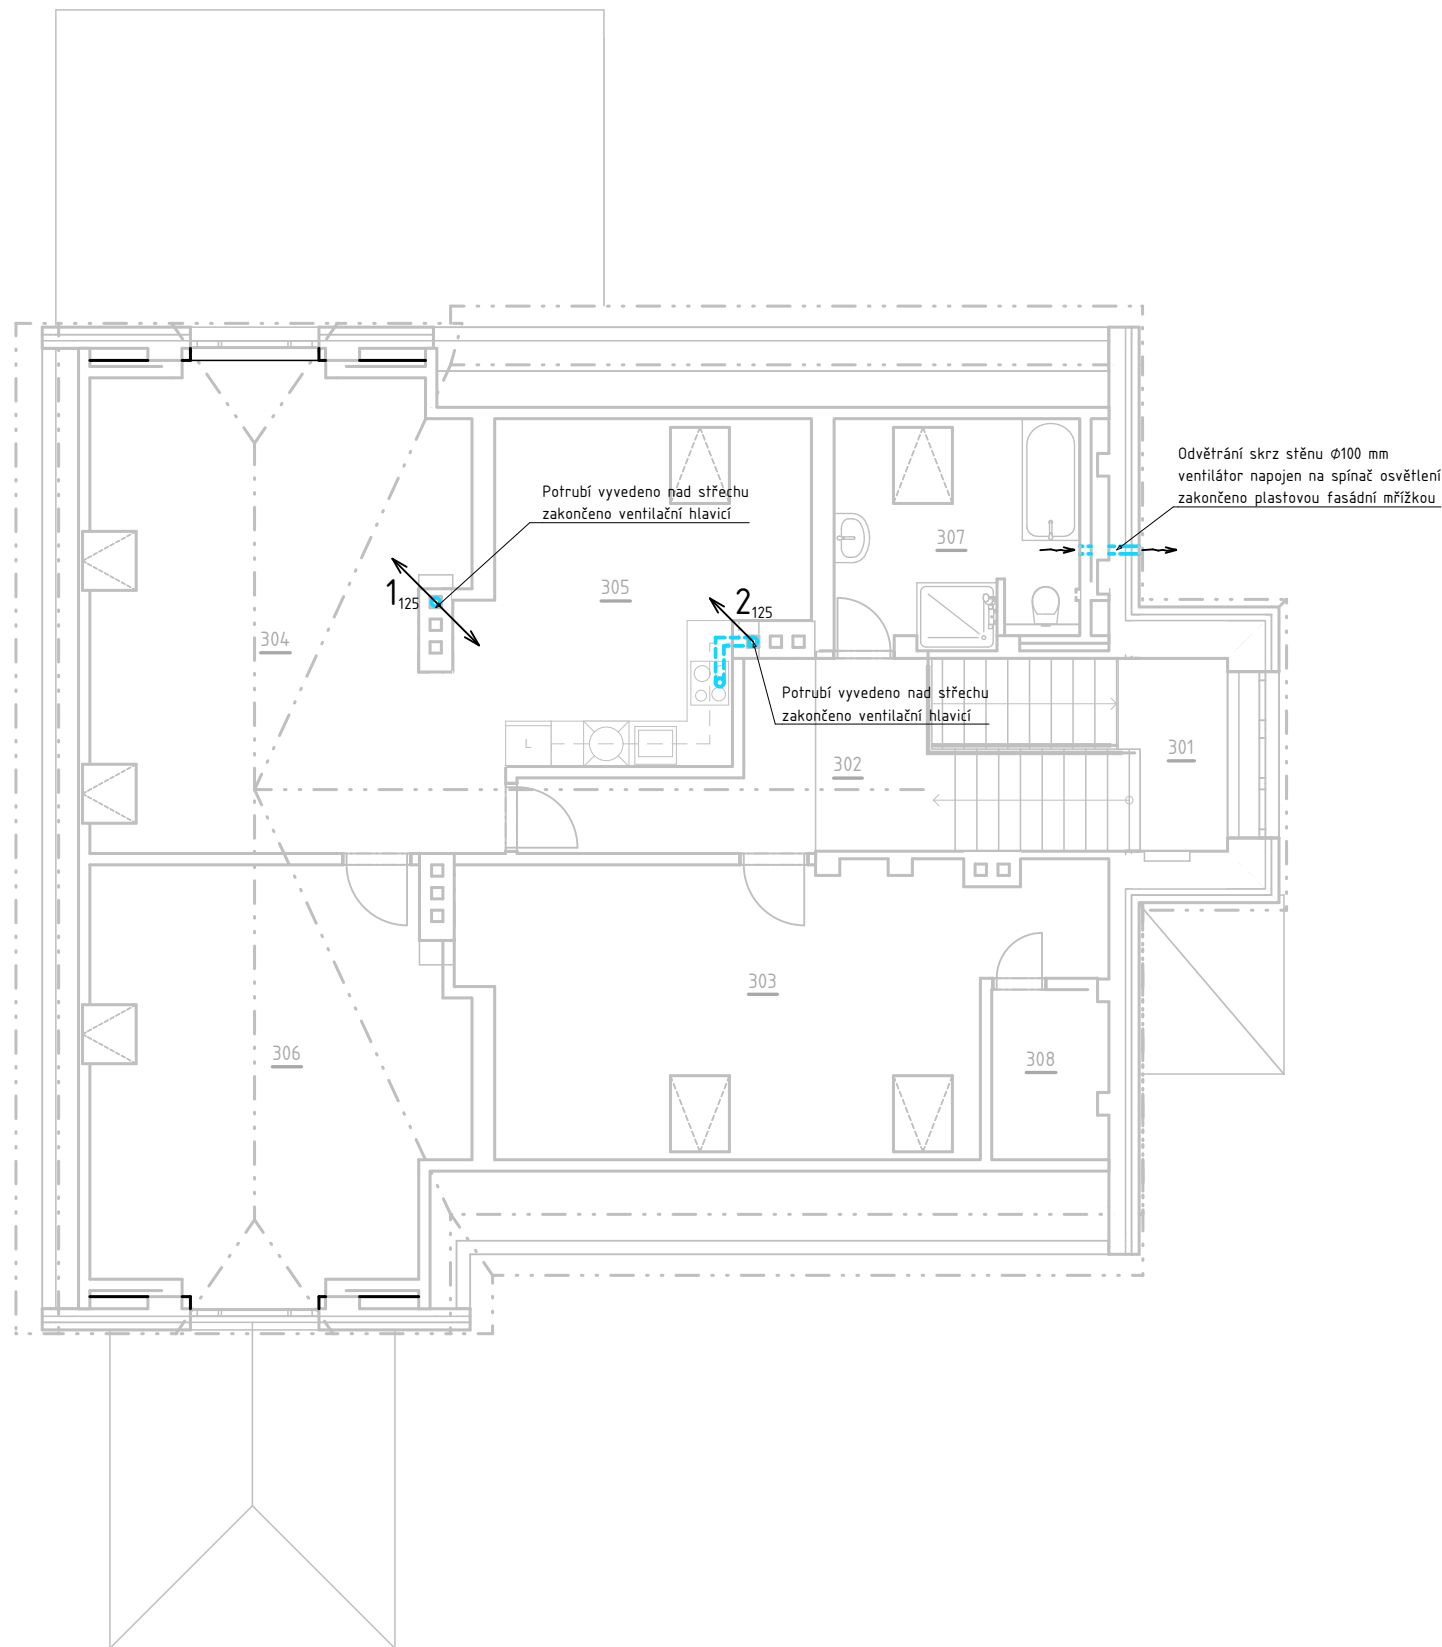 Odvětrání skrz stěnu Ø100 mm
ventilátor napojen na spínač osvětlení
zakončeno plastovou fasádní mřížkou
Potrubí vyvedeno nad střechu
zakončeno ventilační hlavicí
307
305
1125
2125
304
Potrubí vyvedeno nad střechu
zakončeno ventilační hlavicí
L
302
301
303
306
308